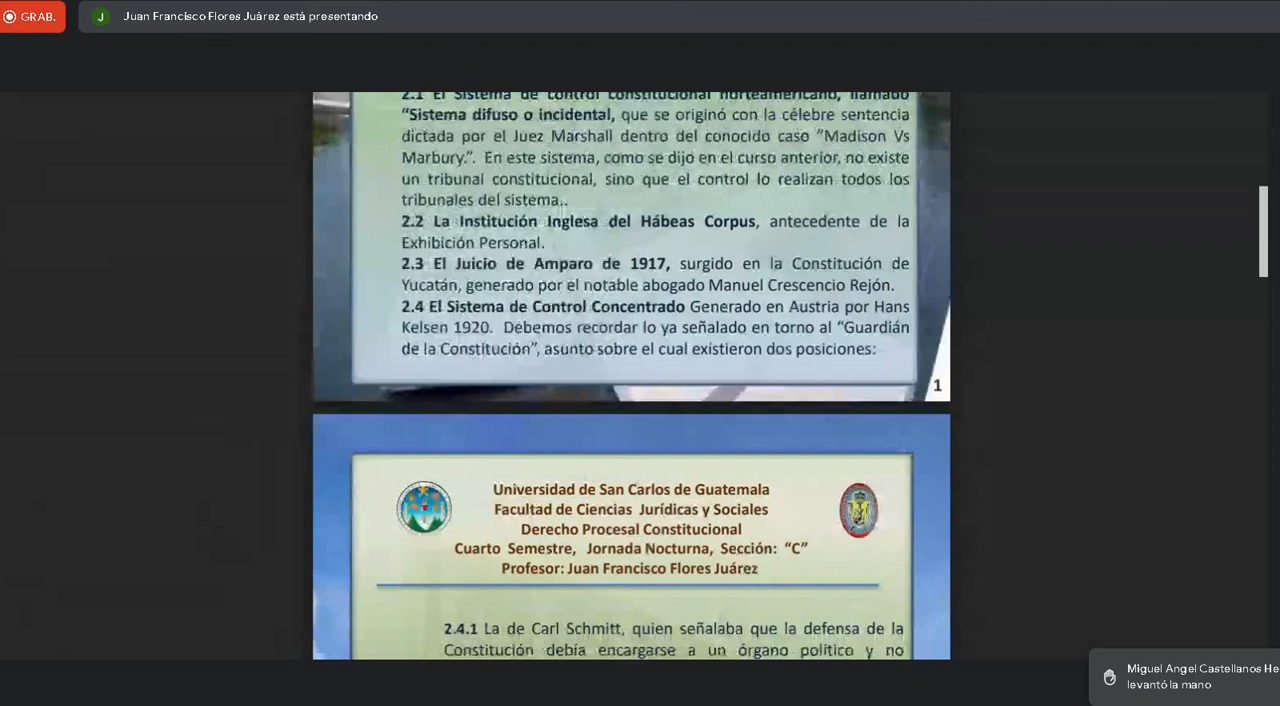 GRAB.
J
Juan Francisco Flores Juárez está presentando
2.1 El Sistema de control constitucional norteamericano, llamado
"Sistema difuso o incidental, que se originó con la célebre sentencia
dictada por el Juez Marshall dentro del conocido caso "Madison Vs
Marbury.". En este sistema, como se dijo en el curso anterior, no existe
un tribunal constitucional, sino que el control lo realizan todos los
tribunales del sistema..
2.2 La Institución Inglesa del Hábeas Corpus, antecedente de la
Exhibición Personal.
2.3 El Juicio de Amparo de 1917, surgido en la Constitución de
Yucatán, generado por el notable abogado Manuel Crescencio Rejón.
2.4 El Sistema de Control Concentrado Generado en Austria por Hans
Kelsen 1920. Debemos recordar lo ya señalado en torno al "Guardián
de la Constitución", asunto sobre el cual existieron dos posiciones:
1
Universidad de San Carlos de Guatemala
Facultad de Ciencias Jurídicas y Sociales
Derecho Procesal Constitucional
Cuarto Semestre, Jornada Nocturna, Sección: "C"
Profesor: Juan Francisco Flores Juárez
2.4.1 La de Carl Schmitt, quien señalaba que la defensa de la
Constitución debía encargarse a un órgano político y no
Miguel Angel Castellanos He
levantó la mano